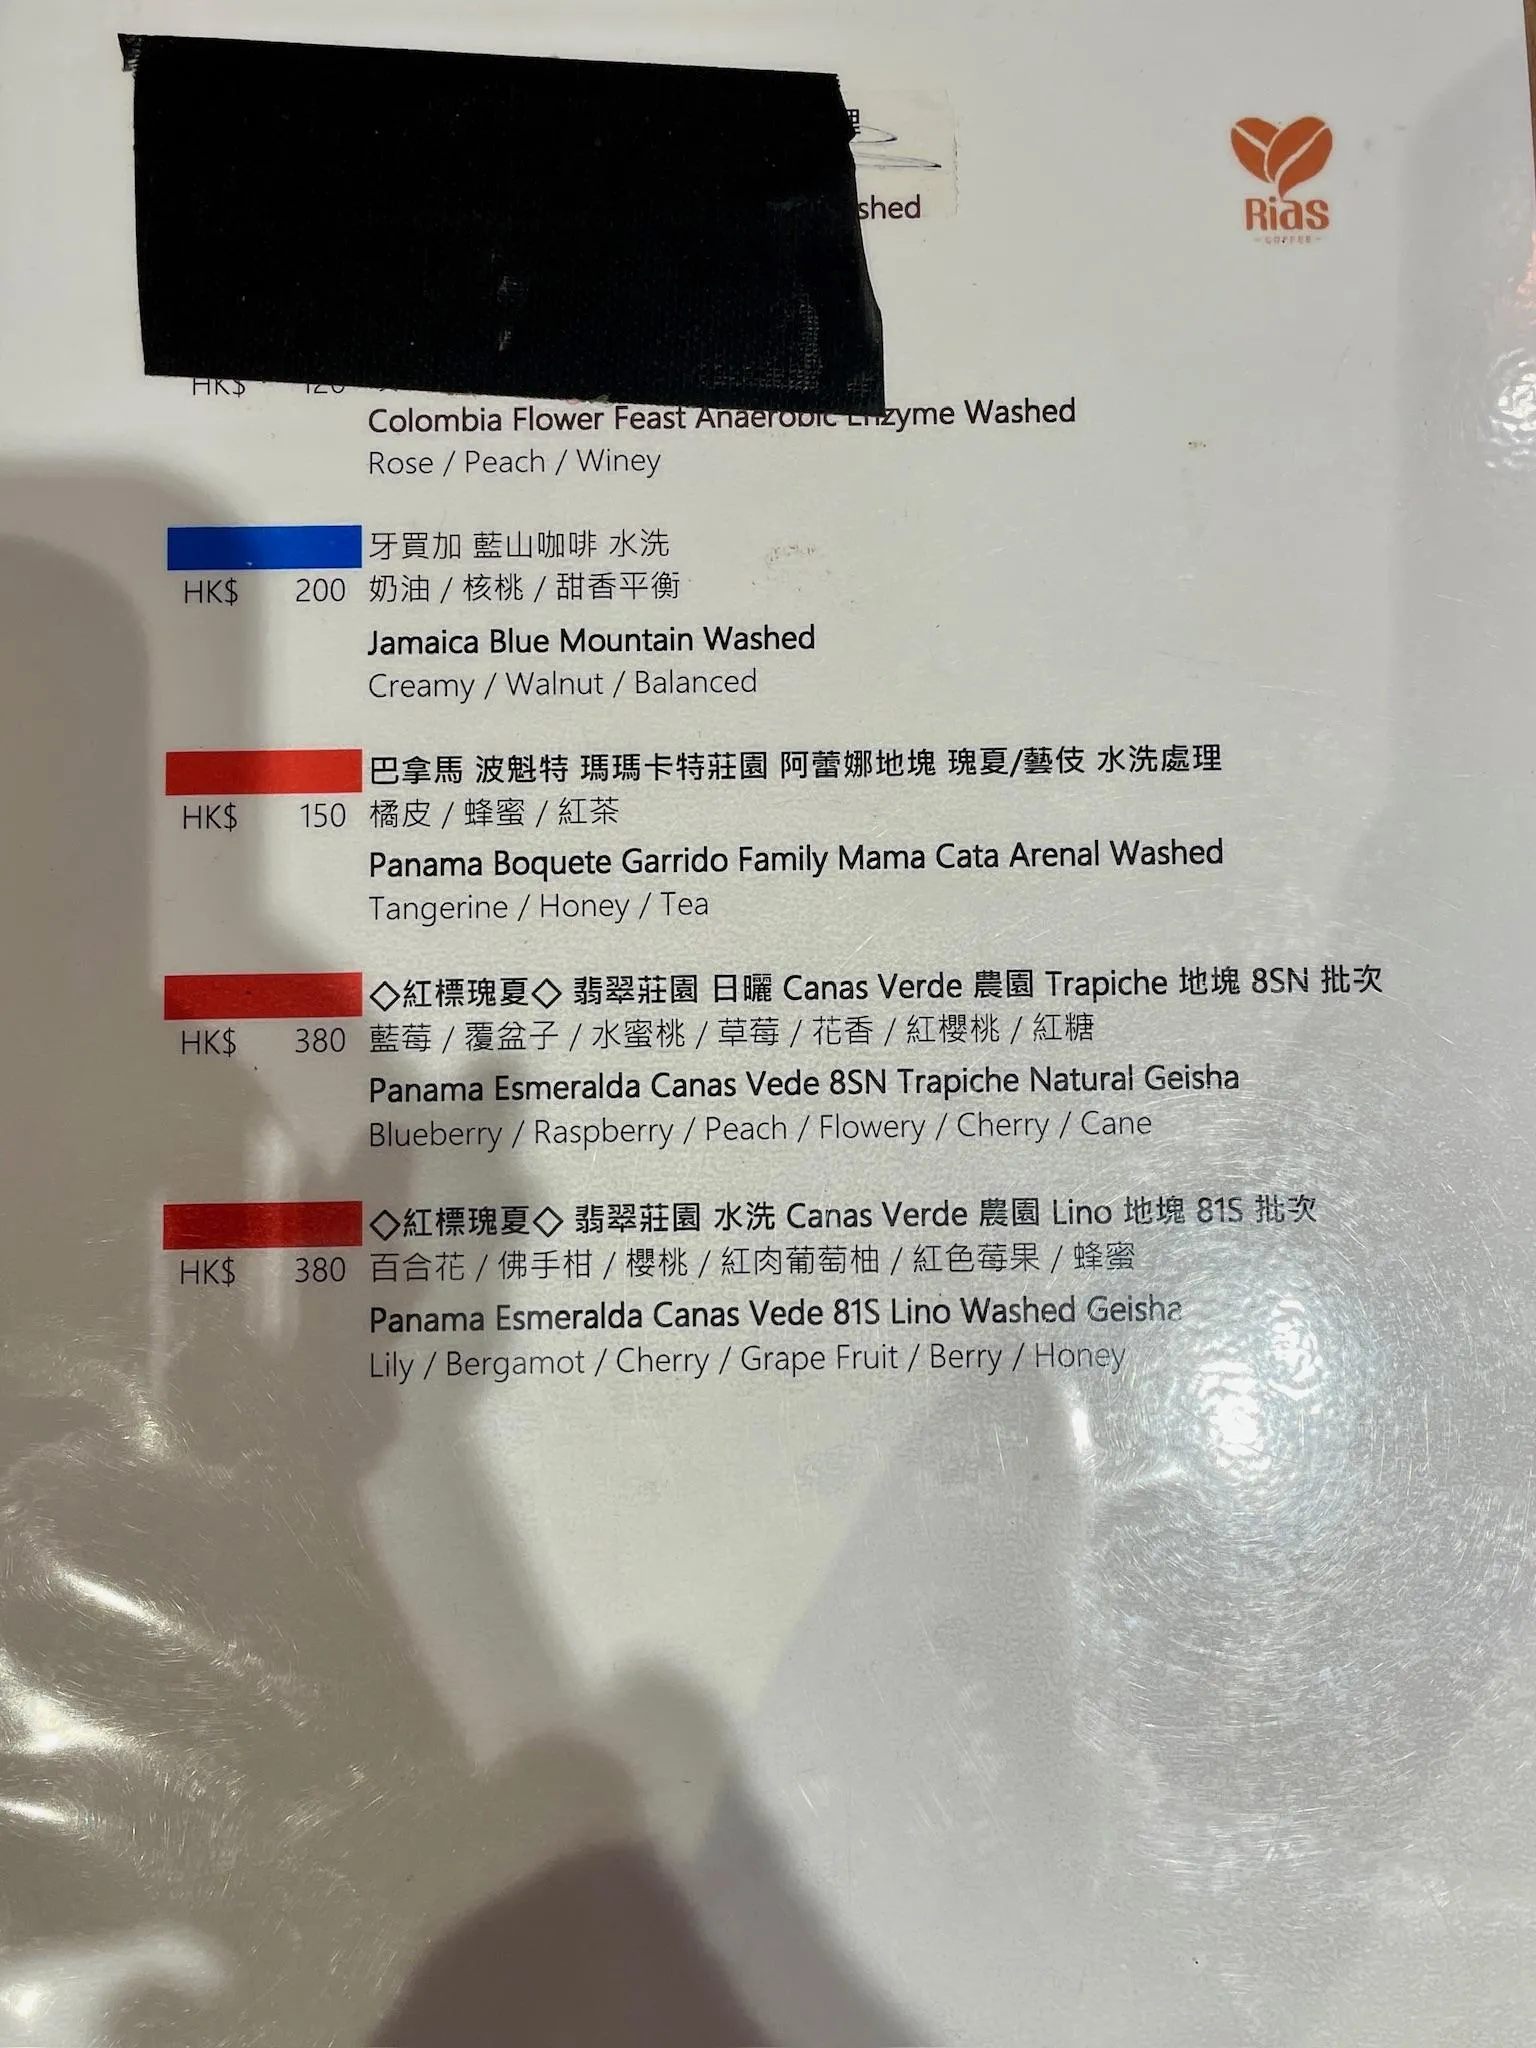 shed
Rias
COFFEE
HK$ 120
Colombia Flower Feast Anaerobic Enzyme Washed
Rose / Peach / Winey
牙買加 藍山咖啡 水洗
HK$ 200 奶油 / 核桃 / 甜香平衡
Jamaica Blue Mountain Washed
Creamy / Walnut / Balanced
巴拿馬 波魁特 瑪瑪卡特莊園 阿蕾娜地塊 瑰夏/藝伎 水洗處理
HK$ 150 橘皮 / 蜂蜜 / 紅茶
Panama Boquete Garrido Family Mama Cata Arenal Washed
Tangerine / Honey / Tea
◇紅標瑰夏◇ 翡翠莊園 日曬 Canas Verde 農園 Trapiche 地塊 8SN 批次
HK$ 380 藍莓 / 覆盆子 / 水蜜桃 / 草莓 / 花香 / 紅櫻桃 / 紅糖
Panama Esmeralda Canas Vede 8SN Trapiche Natural Geisha
Blueberry / Raspberry / Peach / Flowery / Cherry / Cane
◇紅標瑰夏◇ 翡翠莊園 水洗 Canas Verde 農園 Lino 地塊 81S 批次
HK$ 380 百合花 / 佛手柑 / 櫻桃 / 紅肉葡萄柚 / 紅色莓果 / 蜂蜜
Panama Esmeralda Canas Vede 81S Lino Washed Geisha
Lily / Bergamot / Cherry / Grape Fruit / Berry / Honey